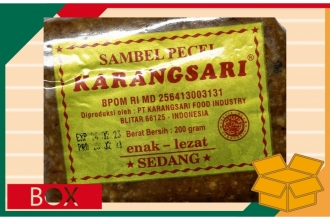 SAMBEL PECEL
KARANGSARI®
BPOM RI MD 256413003131
Diproduksi oleh : PT. KARANGSARI FOOD INDUSTRY
BLITAR 66125 - INDONESIA
Berat Bersih : 200 gram
enak - lezat
SEDANG
BOX